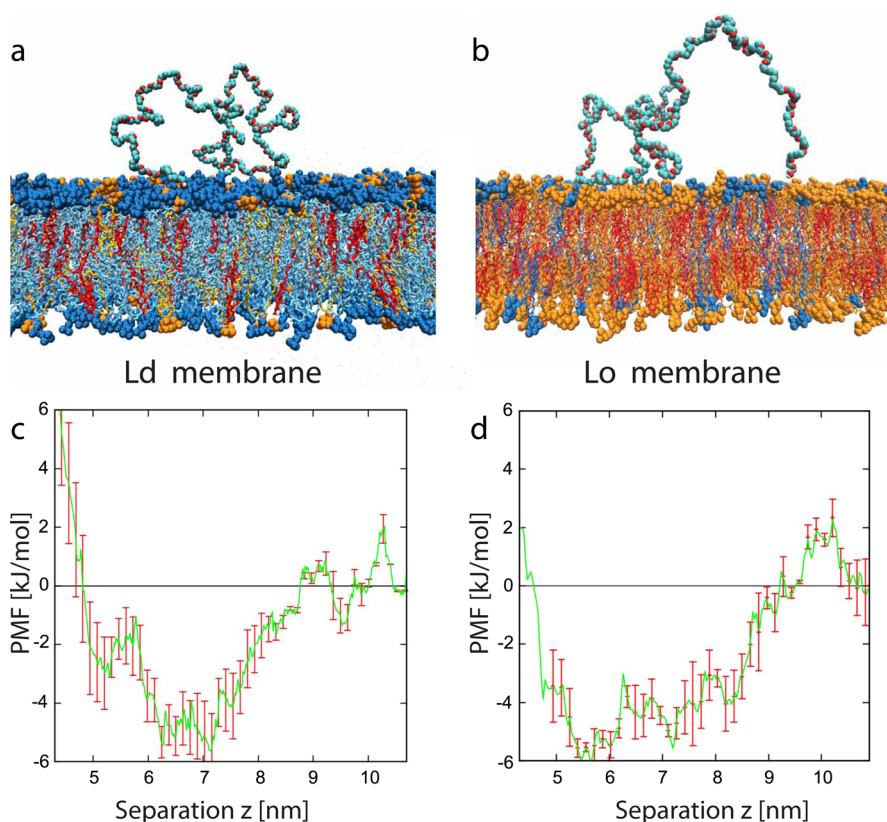 a
b
Ld membrane
Lo membrane
c
d
6
4
2
0
-2
-4
-6
PMF [kJ/mol]
5 6 7 8 9 10
Separation z [nm]
6
4
2
0
-2
-4
-6
PMF [kJ/mol]
5 6 7 8 9 10
Separation z [nm]